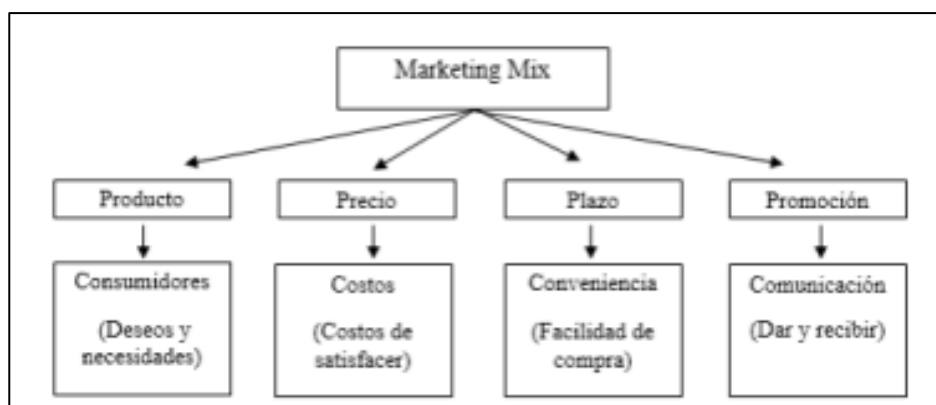 Marketing Mix
Producto
Precio
Plazo
Promoción
Consumidores
(Deseos y
necesidades)
Costos
(Costos de
satisfacer)
Conveniencia
(Facilidad de
compra)
Comunicación
(Dar y recibir)